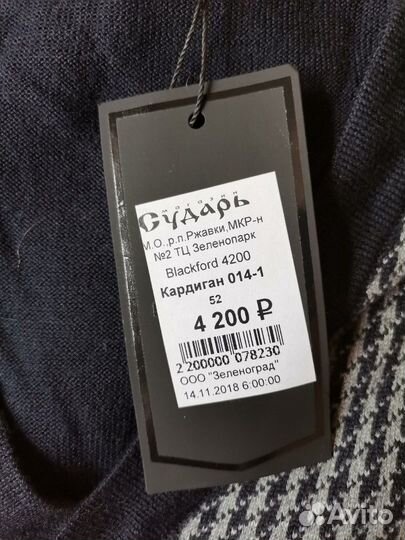 магазин
Сударь
М.О.,р.п.Ржавки,МКР-н
№2 ТЦ Зеленопарк
Blackford 4200
Кардиган 014-1
52
4 200 ₽
2 200000 078230
ООО "Зеленоград"
14.11.2018 6:00:00
Avito